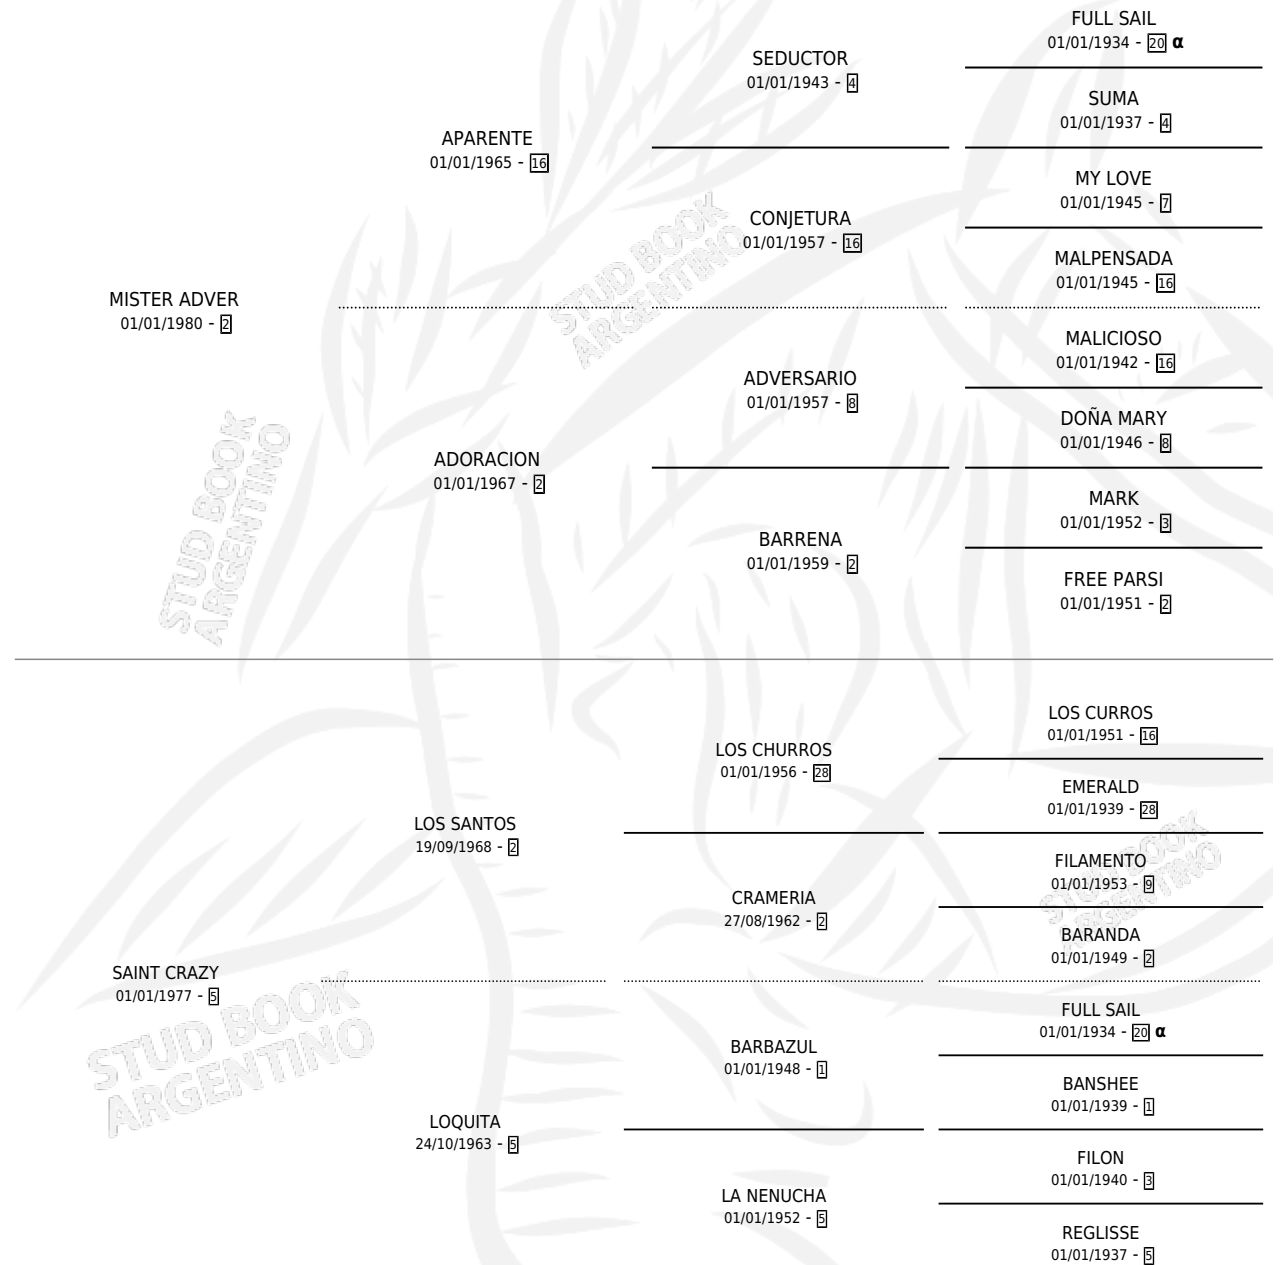 FULL SAIL
01/01/1934 - 20 α
SEDUCTOR
01/01/1943 - 4
SUMA
01/01/1937 - 4
APARENTE
01/01/1965 - 16
MY LOVE
01/01/1945 - 7
CONJETURA
01/01/1957 - 16
MALPENSADA
01/01/1945 - 16
MISTER ADVER
01/01/1980 - 2
MALICIOSO
01/01/1942 - 16
ADVERSARIO
01/01/1957 - 8
DOÑA MARY
01/01/1946 - 8
ADORACION
01/01/1967 - 2
MARK
01/01/1952 - 3
BARRENA
01/01/1959 - 2
FREE PARSI
01/01/1951 - 2
LOS CURROS
01/01/1951 - 16
LOS CHURROS
01/01/1956 - 28
EMERALD
01/01/1939 - 28
LOS SANTOS
19/09/1968 - 2
FILAMENTO
01/01/1953 - 9
CRAMERIA
27/08/1962 - 2
BARANDA
01/01/1949 - 2
SAINT CRAZY
01/01/1977 - 5
FULL SAIL
01/01/1934 - 20 α
BARBAZUL
01/01/1948 - 1
BANSHEE
01/01/1939 - 1
LOQUITA
24/10/1963 - 5
FILON
01/01/1940 - 3
LA NENUCHA
01/01/1952 - 5
REGLISSE
01/01/1937 - 5
STUD BOOK
ARGENTINO
STUD BOOK
ARGENTINO
STUD BOOK
ARGENTINO
STUD BOOK
ARGENTINO